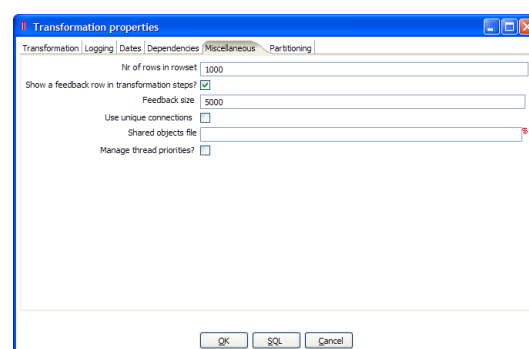 Transformation properties
Transformation Logging Dates Dependencies Miscellaneous Partitioning
Nr of rows in rowset 1000
Show a feedback row in transformation steps?
Feedback size 5000
Use unique connections
Shared objects file $
Manage thread priorities?
OK SQL Cancel